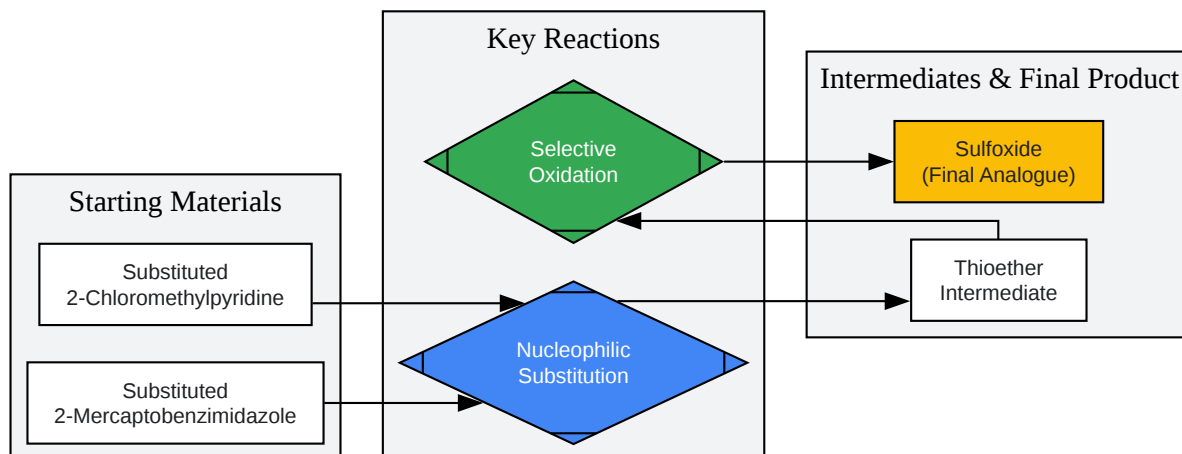 Key Reactions
Intermediates & Final Product
Selective
Oxidation
Sulfoxide
(Final Analogue)
Starting Materials
Substituted
2-Chloromethylpyridine
Thioether
Intermediate
Nucleophilic
Substitution
Substituted
2-Mercaptobenzimidazole